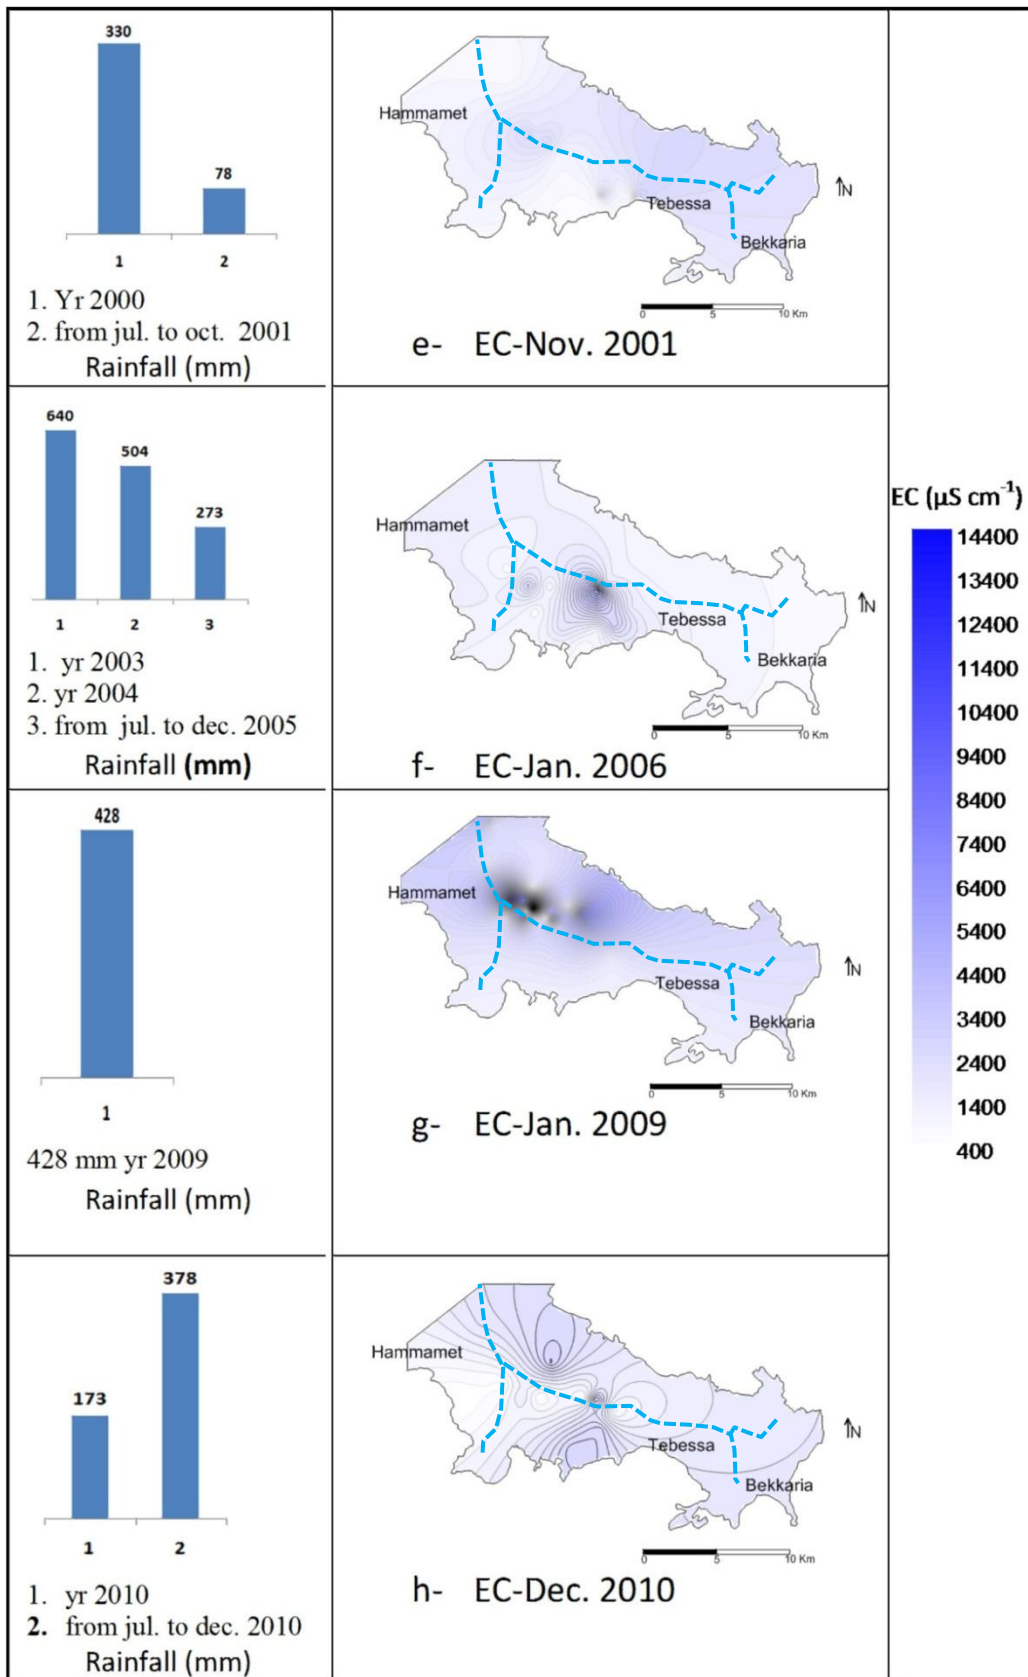 330
78
1
2
1. Yr 2000
2. from jul. to oct. 2001
Rainfall (mm)
Hammamet
Tebessa
Bekkaria
N
0 5 10 Km
e- EC-Nov. 2001
640
504
273
1 2 3
1. yr 2003
2. yr 2004
3. from jul. to dec. 2005
Rainfall (mm)
Hammamet
Tebessa
Bekkaria
N
0 5 10 Km
f- EC-Jan. 2006
428
1
428 mm yr 2009
Rainfall (mm)
Hammamet
Tebessa
Bekkaria
N
0 5 10 Km
g- EC-Jan. 2009
378
173
1 2
1. yr 2010
2. from jul. to dec. 2010
Rainfall (mm)
Hammamet
Tebessa
Bekkaria
N
0 5 10 Km
h- EC-Dec. 2010
EC (µS cm⁻¹)
14400
13400
12400
11400
10400
9400
8400
7400
6400
5400
4400
3400
2400
1400
400